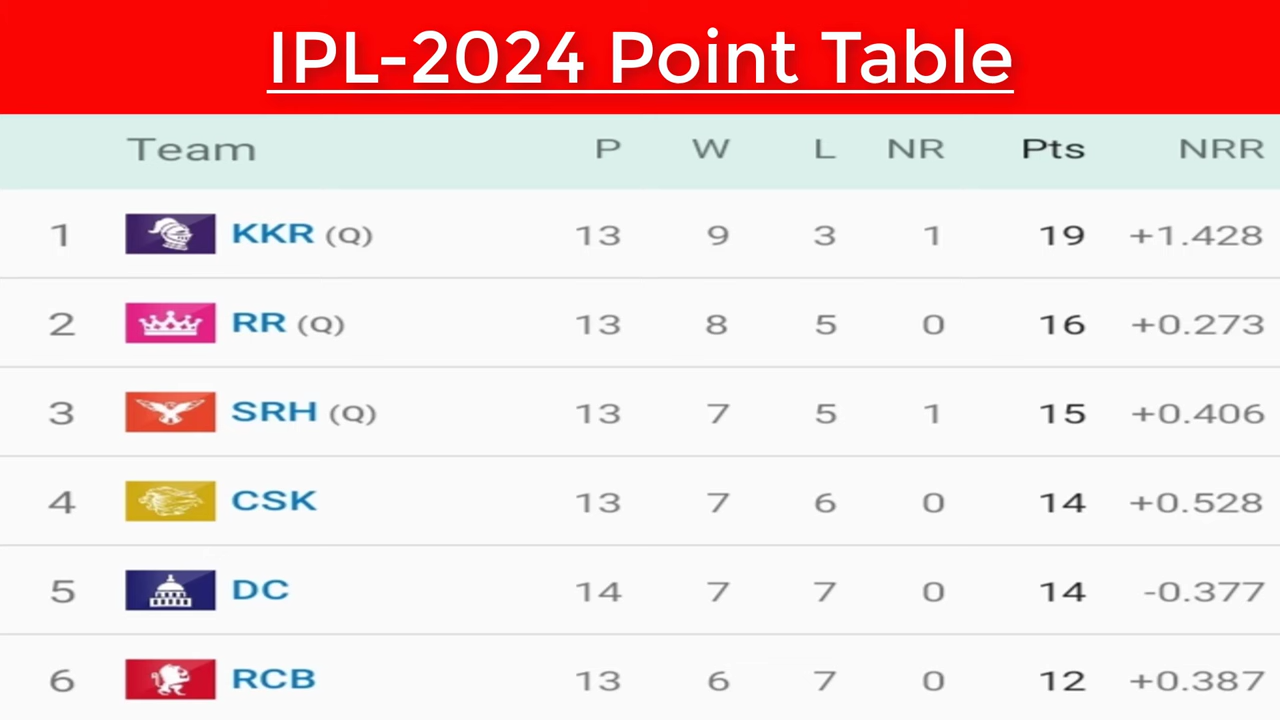 IPL-2024 Point Table
Team P W L NR Pts NRR
1 KKR (Q) 13 9 3 1 19 +1.428
2 RR (Q) 13 8 5 0 16 +0.273
3 SRH (Q) 13 7 5 1 15 +0.406
4 CSK 13 7 6 0 14 +0.528
5 DC 14 7 7 0 14 -0.377
6 RCB 13 6 7 0 12 +0.387